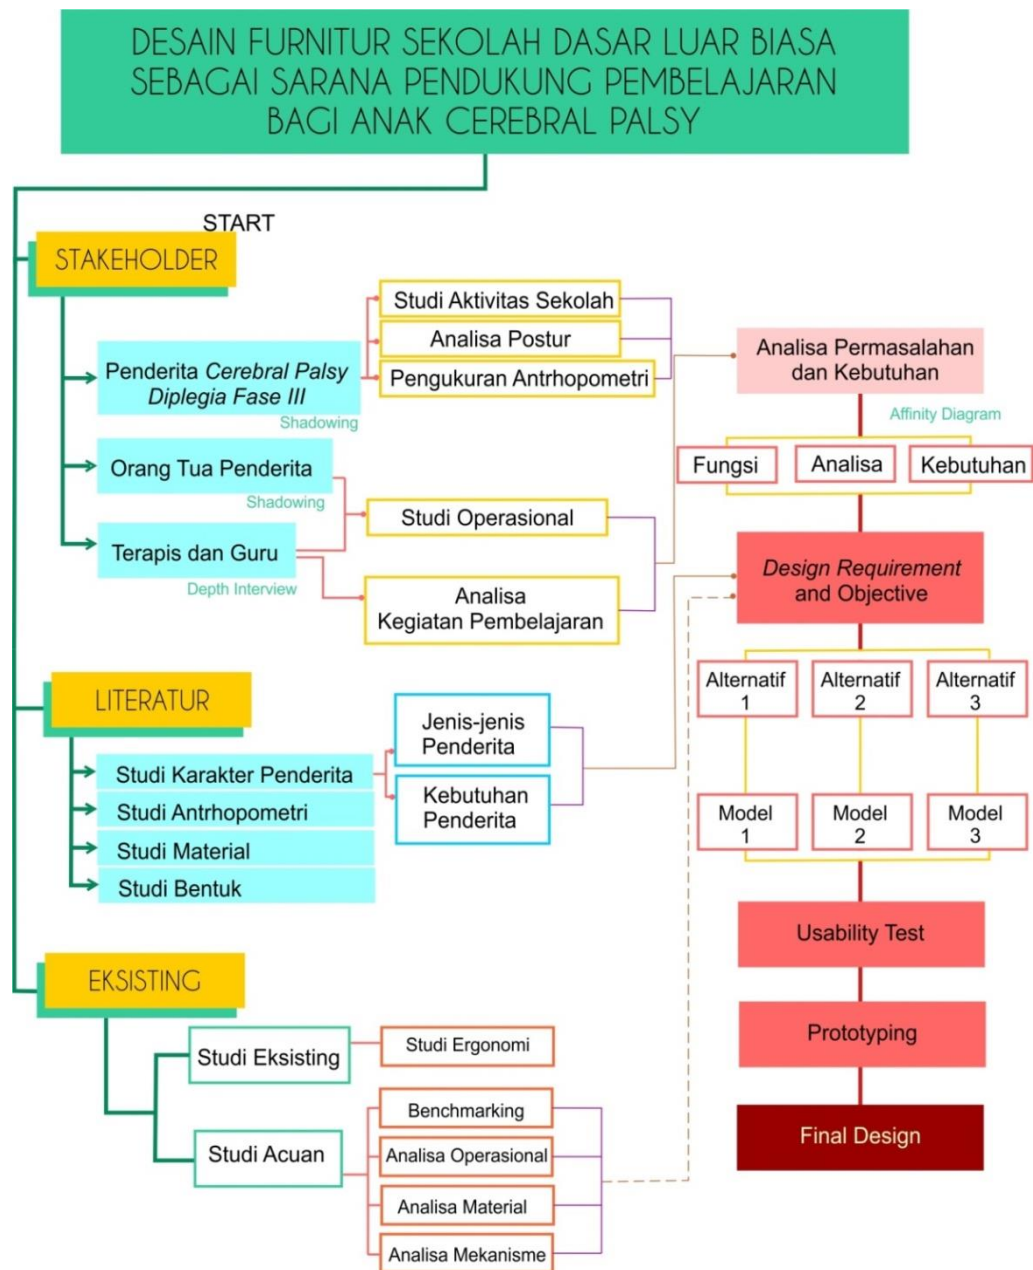 DESAIN FURNITUR SEKOLAH DASAR LUAR BIASA
SEBAGAI SARANA PENDUKUNG PEMBELAJARAN
BAGI ANAK CEREBRAL PALSY
START
STAKEHOLDER
Penderita Cerebral Palsy
Diplegia Fase III
Shadowing
Studi Aktivitas Sekolah
Analisa Postur
Pengukuran Antrhopometri
Orang Tua Penderita
Shadowing
Terapis dan Guru
Depth Interview
Studi Operasional
Analisa
Kegiatan Pembelajaran
LITERATUR
Studi Karakter Penderita
Studi Antrhopometri
Studi Material
Studi Bentuk
Jenis-jenis
Penderita
Kebutuhan
Penderita
EKSISTING
Studi Eksisting
Studi Ergonomi
Studi Acuan
Benchmarking
Analisa Operasional
Analisa Material
Analisa Mekanisme
Analisa Permasalahan
dan Kebutuhan
Affinity Diagram
Fungsi
Analisa
Kebutuhan
Design Requirement
and Objective
Alternatif
1
Alternatif
2
Alternatif
3
Model
1
Model
2
Model
3
Usability Test
Prototyping
Final Design